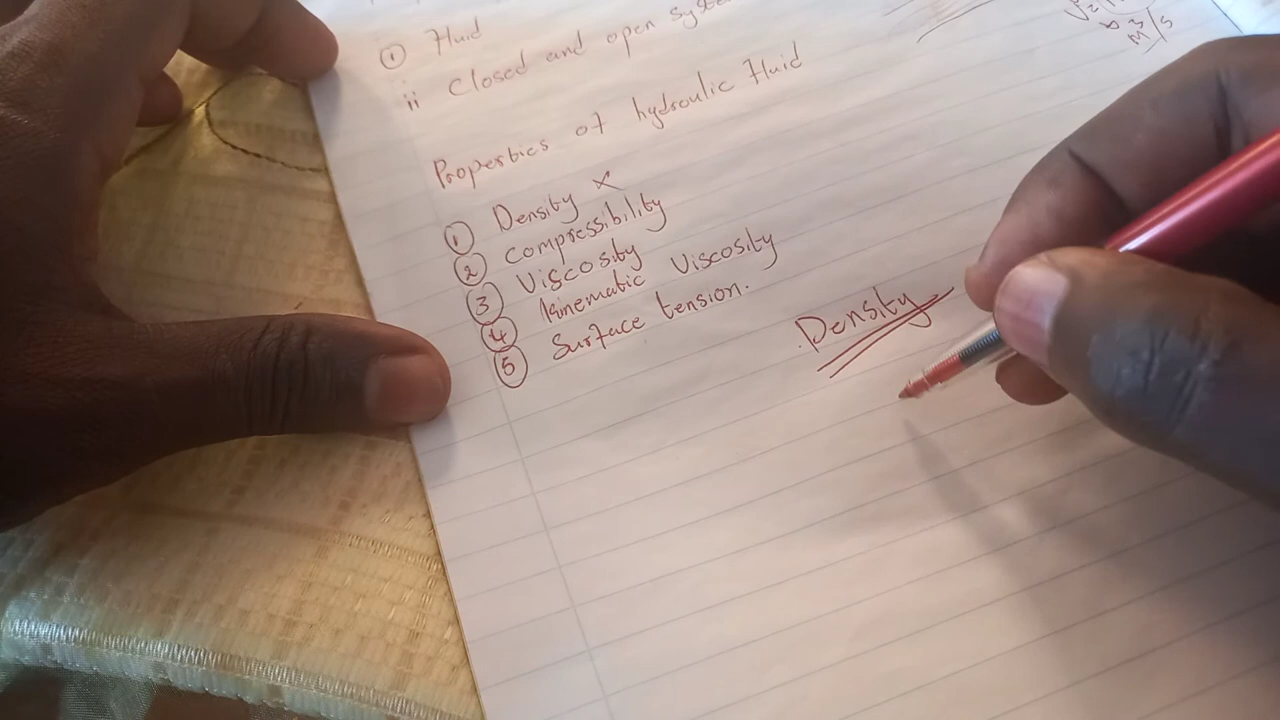 ① Fluid
ii Closed and open
Properties of hydraulic Fluid
① Density ×
② Compressibility
③ Viscosity
④ kinematic Viscosity
⑤ Surface tension.
Density
M³/s